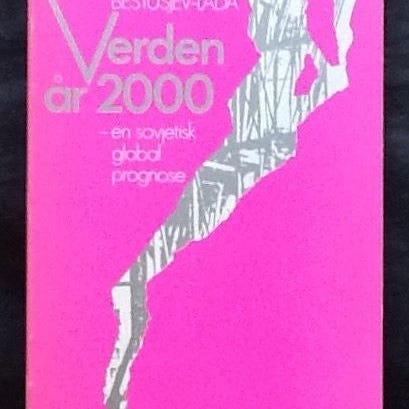 BESTUSJEV-LADA
Verden
år 2000
– en sovjetisk
global
prognose